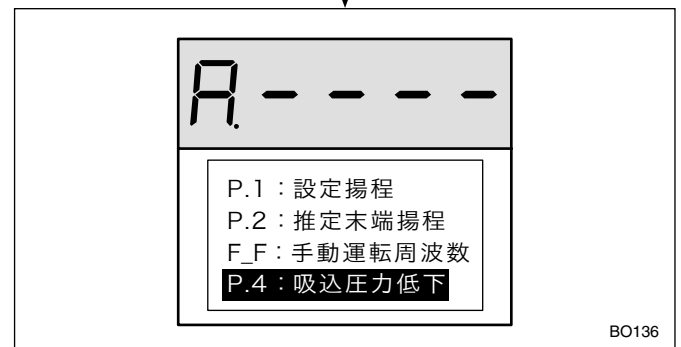 A.----
P.1：設定揚程
P.2：推定末端揚程
F_F：手動運転周波数
P.4：吸込圧力低下
BO136